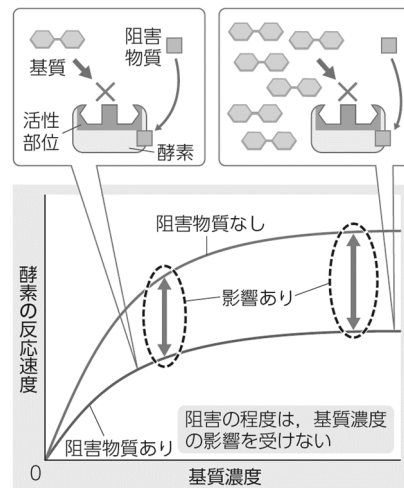 基質
阻害
物質
活性
部位
酵素
阻害物質なし
影響あり
酵素の反応速度
阻害の程度は，基質濃度
の影響を受けない
阻害物質あり
0
基質濃度